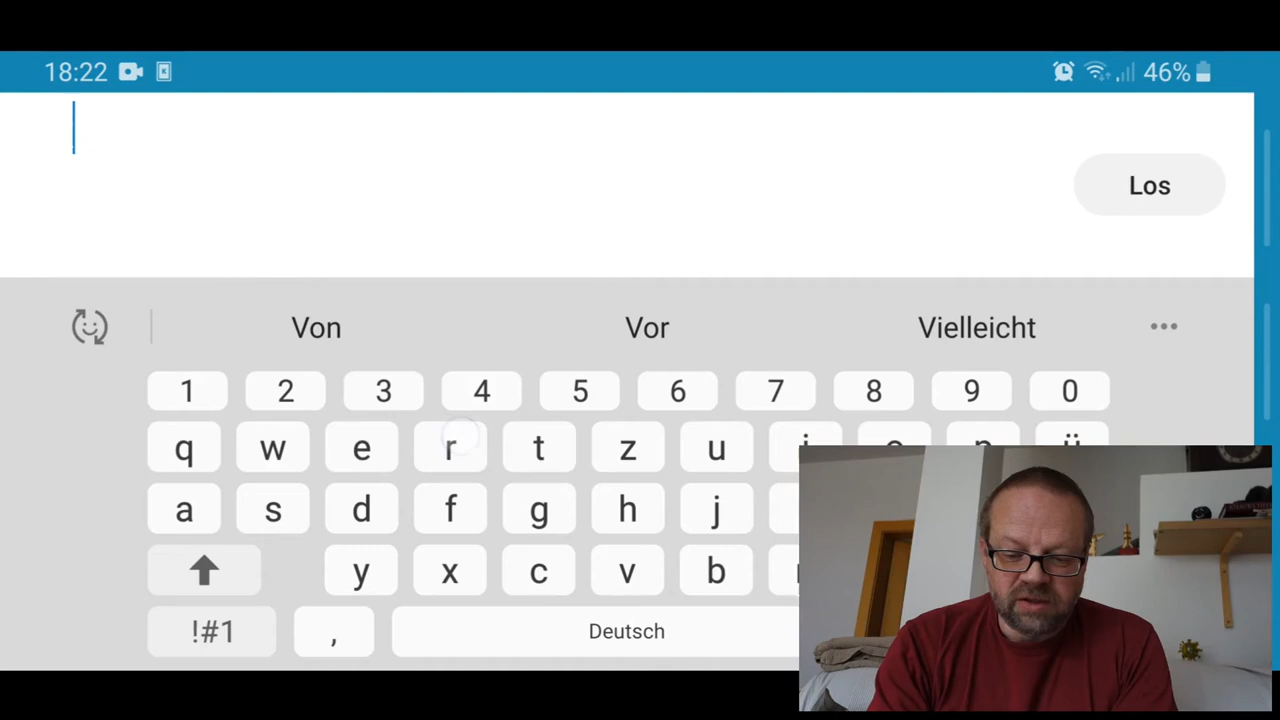 18:22 46%
Los
Von Vor Vielleicht •••
1 2 3 4 5 6 7 8 9 0
q w e r t z u
a s d f g h j
y x c v b
!#1 , Deutsch